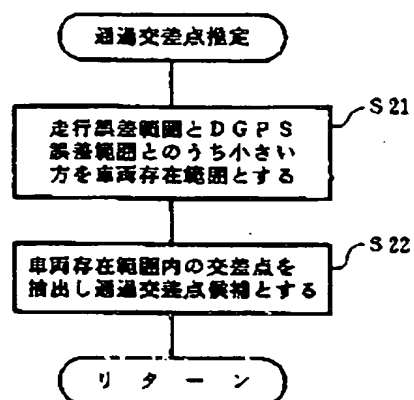 通過交差点推定
S21
走行誤差範囲とDGPS
誤差範囲とのうち小さい
方を車両存在範囲とする
S22
車両存在範囲内の交差点を
抽出し通過交差点候補とする
リターン